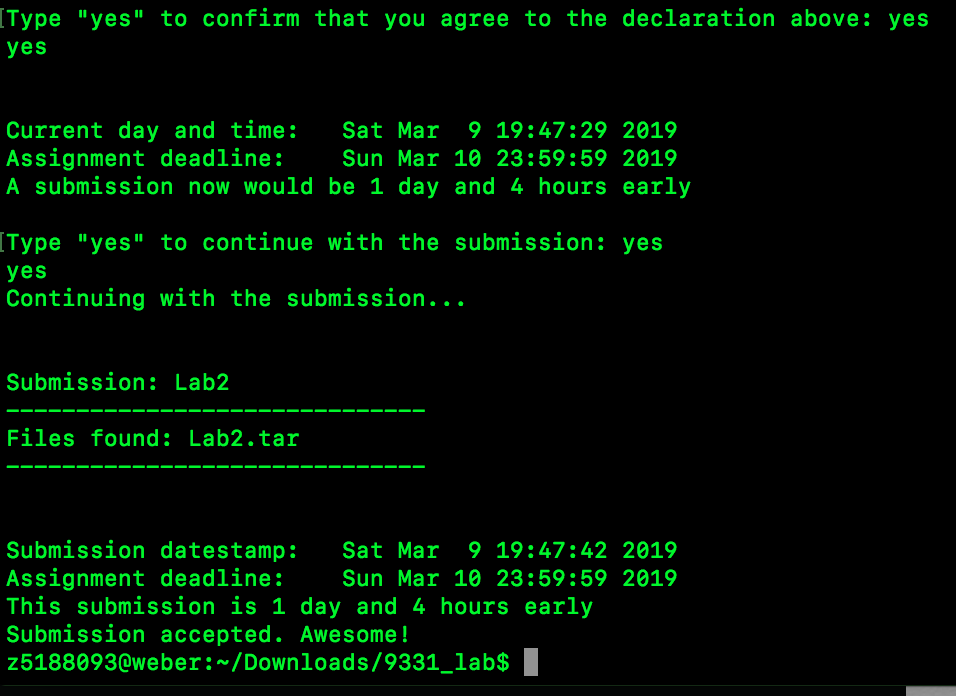 Type "yes" to confirm that you agree to the declaration above: yes
yes
Current day and time:   Sat Mar  9 19:47:29 2019
Assignment deadline:    Sun Mar 10 23:59:59 2019
A submission now would be 1 day and 4 hours early
Type "yes" to continue with the submission: yes
yes
Continuing with the submission...
Submission: Lab2
------------------------------
Files found: Lab2.tar
------------------------------
Submission datestamp:   Sat Mar  9 19:47:42 2019
Assignment deadline:    Sun Mar 10 23:59:59 2019
This submission is 1 day and 4 hours early
Submission accepted. Awesome!
z5188093@weber:~/Downloads/9331_lab$